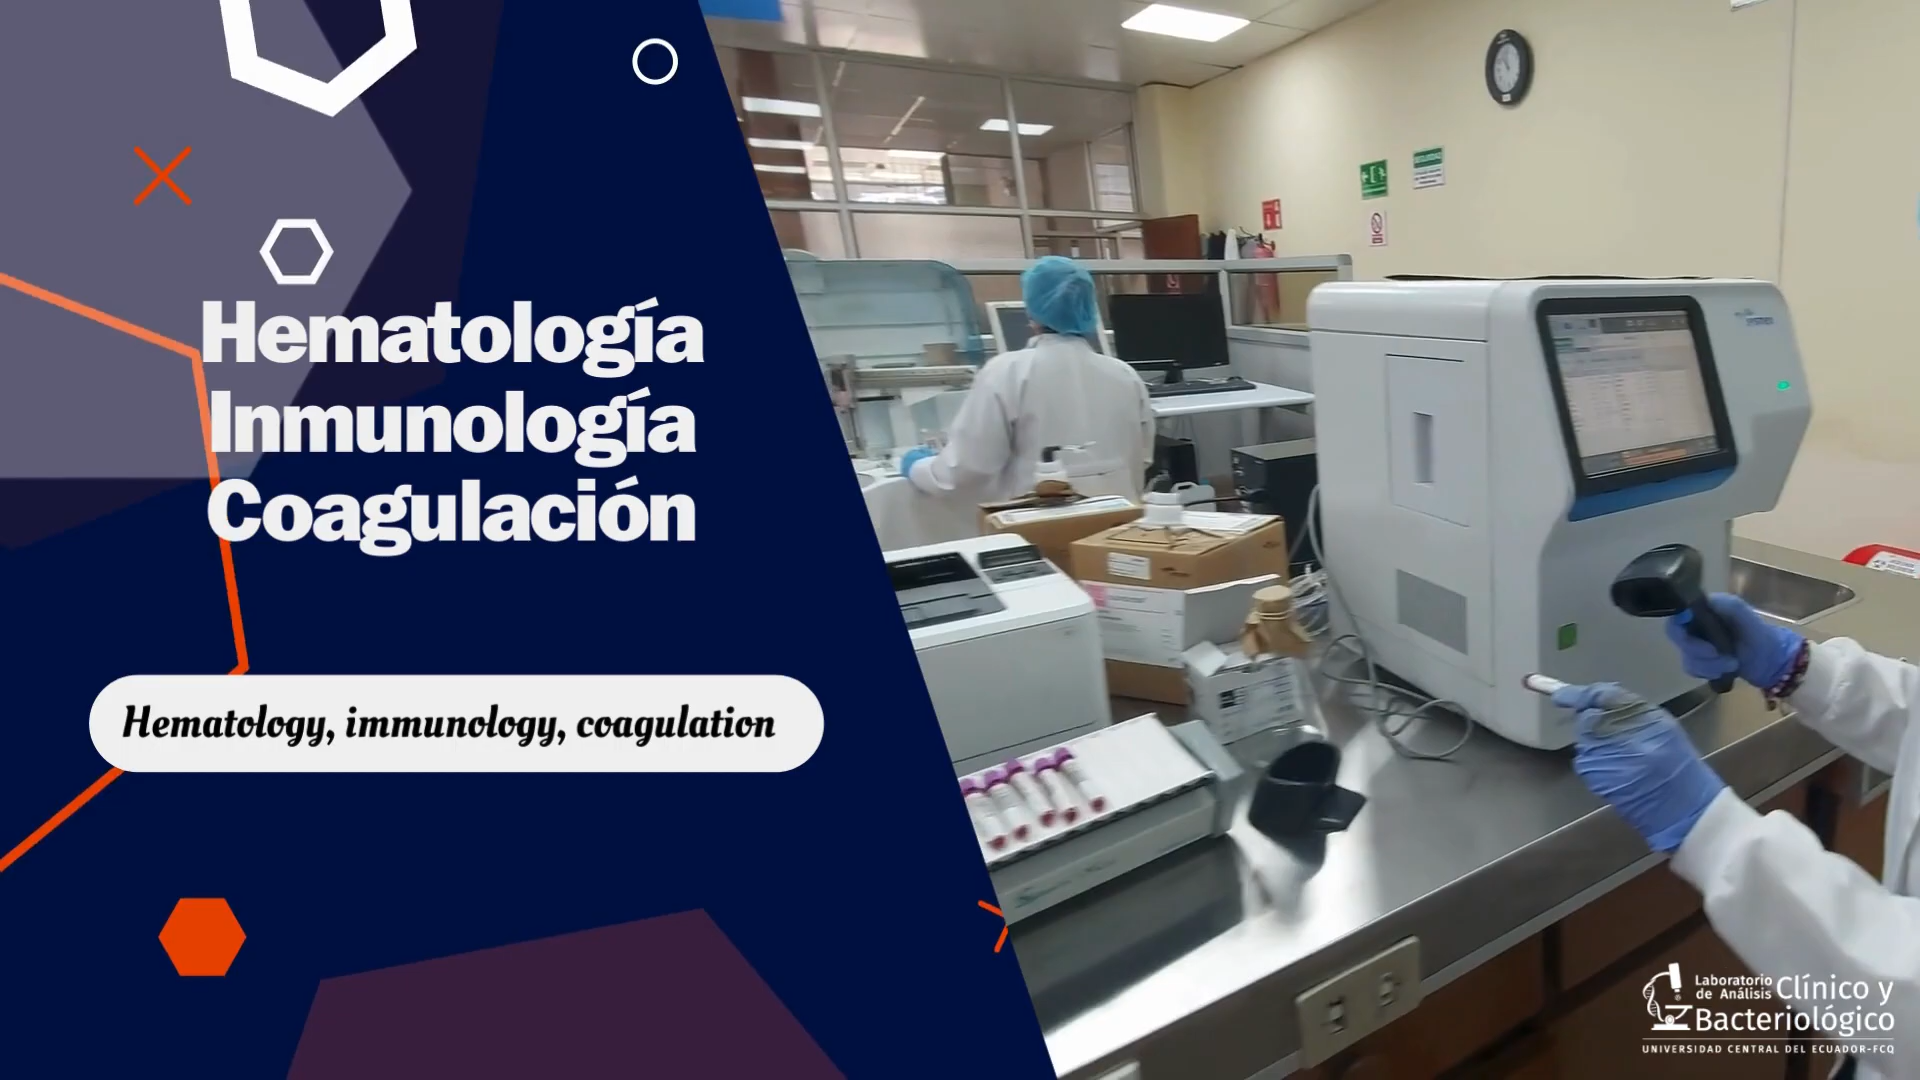 Hematología
Inmunología
Coagulación
Hematology, immunology, coagulation
Laboratorio
de Análisis
Clínico y
Bacteriológico
UNIVERSIDAD CENTRAL DEL ECUADOR-FCQ